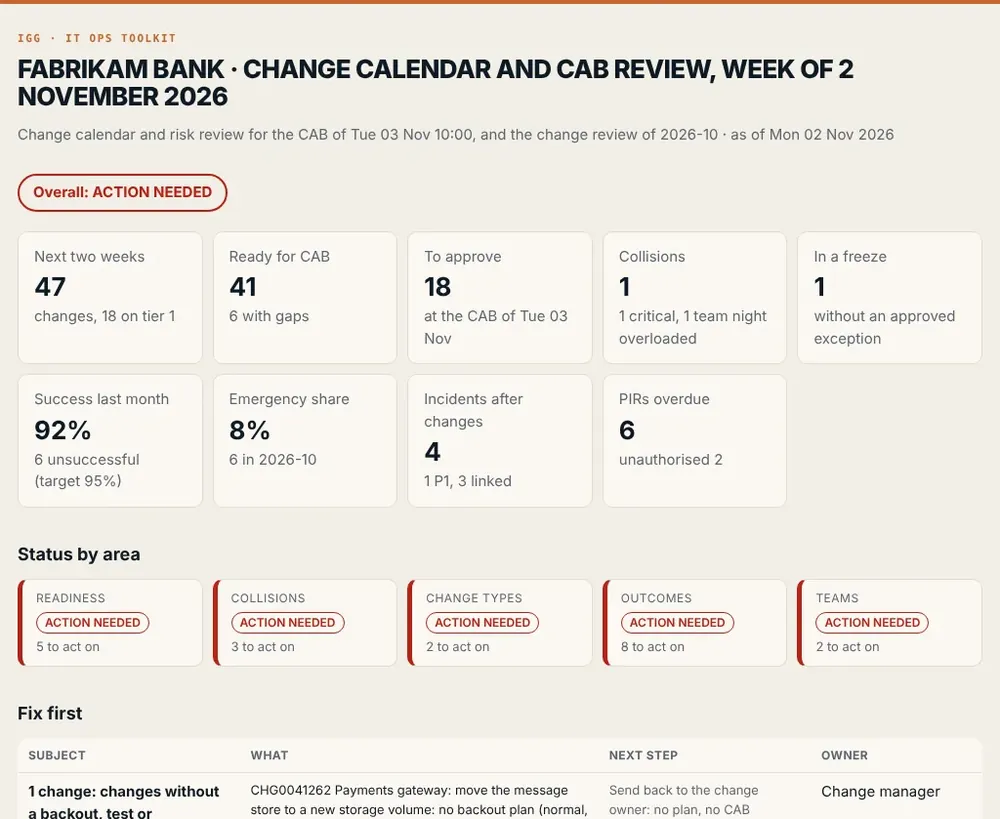 IGG · IT OPS TOOLKIT
FABRIKAM BANK · CHANGE CALENDAR AND CAB REVIEW, WEEK OF 2
NOVEMBER 2026
Change calendar and risk review for the CAB of Tue 03 Nov 10:00, and the change review of 2026-10 · as of Mon 02 Nov 2026
Overall: ACTION NEEDED
Next two weeks
47
changes, 18 on tier 1
Ready for CAB
41
6 with gaps
To approve
18
at the CAB of Tue 03
Nov
Collisions
1
1 critical, 1 team night
overloaded
In a freeze
1
without an approved
exception
Success last month
92%
6 unsuccessful
(target 95%)
Emergency share
8%
6 in 2026-10
Incidents after
changes
4
1 P1, 3 linked
PIRs overdue
6
unauthorised 2
Status by area
READINESS
ACTION NEEDED
5 to act on
COLLISIONS
ACTION NEEDED
3 to act on
CHANGE TYPES
ACTION NEEDED
2 to act on
OUTCOMES
ACTION NEEDED
8 to act on
TEAMS
ACTION NEEDED
2 to act on
Fix first
SUBJECT WHAT NEXT STEP OWNER
1 change: changes without
a backout, test or
CHG0041262 Payments gateway: move the message
store to a new storage volume: no backout plan (normal,
Send back to the change
owner: no plan, no CAB
Change manager